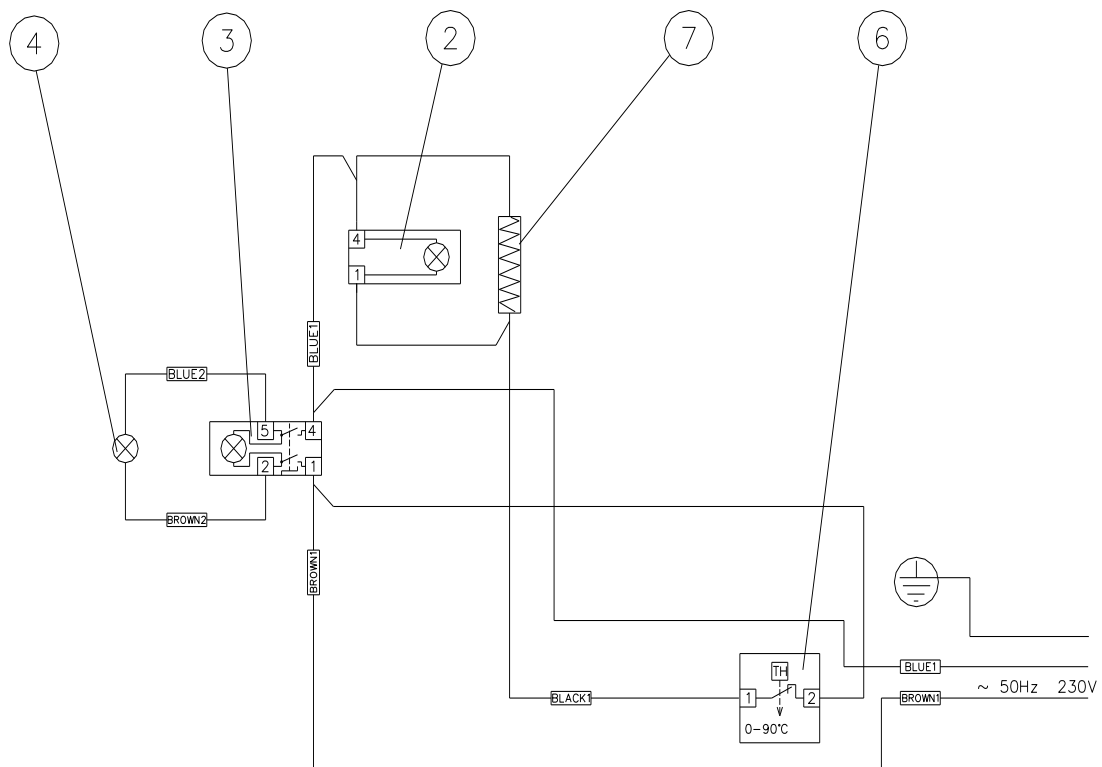 4 3 2 7 6
4
1
BLUE1
BLUE2
5 4
2 1
BROWN2
BROWN1
TH
BLUE1
~ 50Hz 230V
1 2
BLACK1
BROWN1
0-90°C